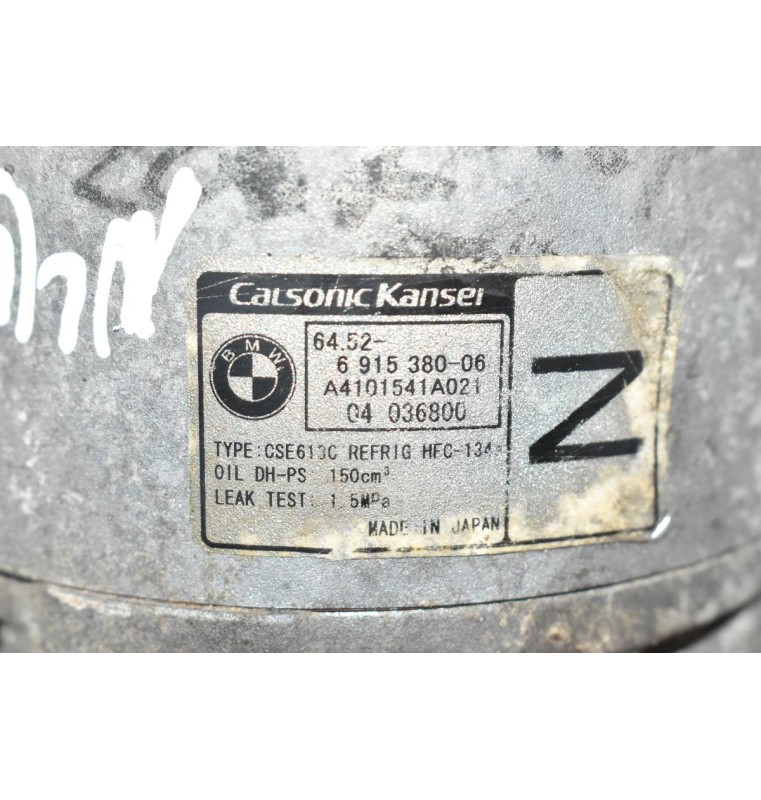 Calsonic Kansei
BMW
64.52-
6 915 380-06
A4101541A021
04 036800
Z
TYPE:CSE613C REFRIG HFC-134a
OIL DH-PS 150cm³
LEAK TEST: 1.5MPa
MADE IN JAPAN